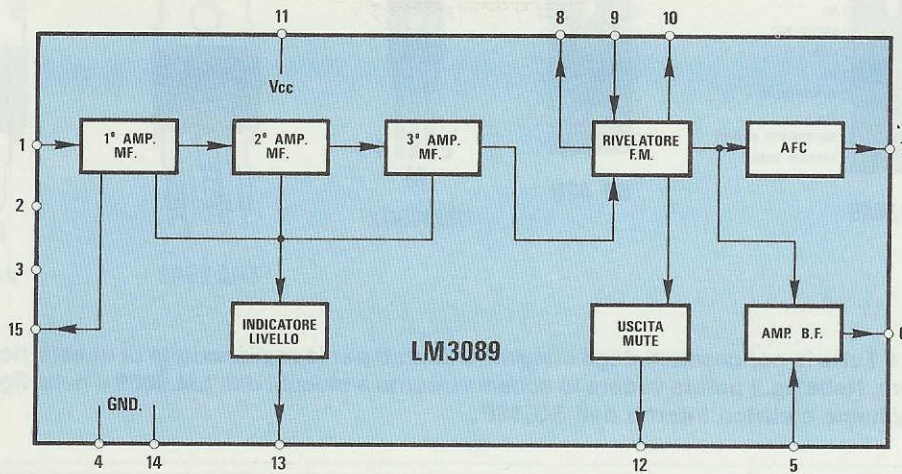 11
8
9
10
Vcc
1
1° AMP.
MF.
2° AMP.
MF.
3° AMP.
MF.
RIVELATORE
F.M.
AFC
2
3
15
INDICATORE
LIVELLO
LM3089
USCITA
MUTE
AMP. B.F.
6
GND.
4
14
13
12
5